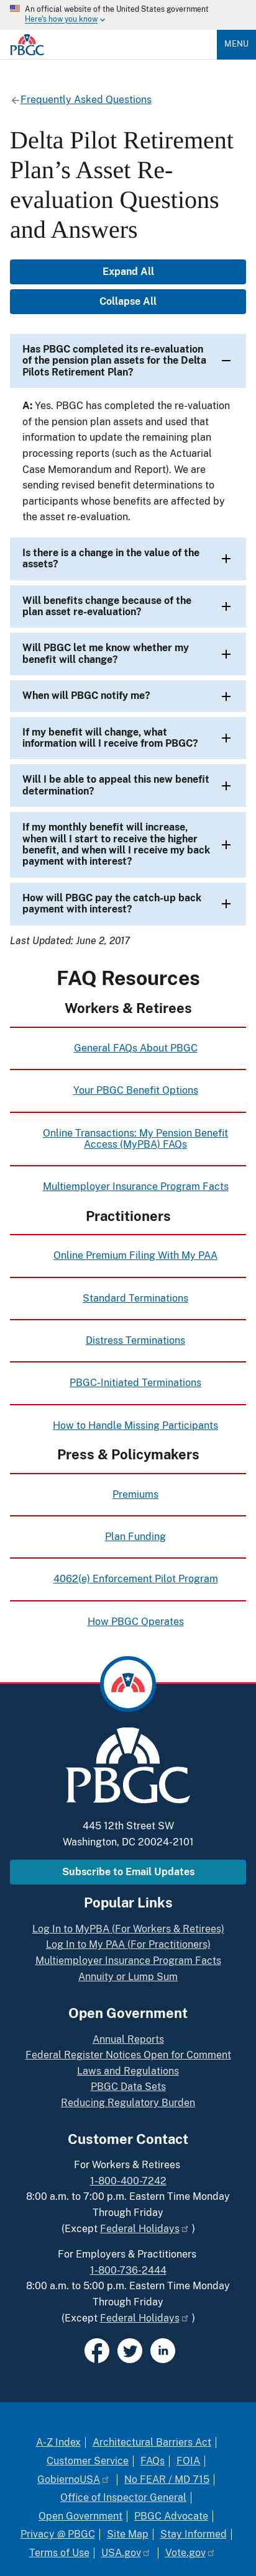 An official website of the United States government
Here's how you know
PBGC
MENU
Frequently Asked Questions
Delta Pilot Retirement
Plan’s Asset Re-
evaluation Questions
and Answers
Expand All
Collapse All
Has PBGC completed its re-evaluation
of the pension plan assets for the Delta
Pilots Retirement Plan?
A: Yes. PBGC has completed the re-evaluation
of the pension plan assets and used that
information to update the remaining plan
processing reports (such as the Actuarial
Case Memorandum and Report). We are
sending revised benefit determinations to
participants whose benefits are affected by
the asset re-evaluation.
Is there is a change in the value of the
assets?
Will benefits change because of the
plan asset re-evaluation?
Will PBGC let me know whether my
benefit will change?
When will PBGC notify me?
If my benefit will change, what
information will I receive from PBGC?
Will I be able to appeal this new benefit
determination?
If my monthly benefit will increase,
when will I start to receive the higher
benefit, and when will I receive my back
payment with interest?
How will PBGC pay the catch-up back
payment with interest?
Last Updated: June 2, 2017
FAQ Resources
Workers & Retirees
General FAQs About PBGC
Your PBGC Benefit Options
Online Transactions: My Pension Benefit
Access (MyPBA) FAQs
Multiemployer Insurance Program Facts
Practitioners
Online Premium Filing With My PAA
Standard Terminations
Distress Terminations
PBGC-Initiated Terminations
How to Handle Missing Participants
Press & Policymakers
Premiums
Plan Funding
4062(e) Enforcement Pilot Program
How PBGC Operates
PBGC
445 12th Street SW
Washington, DC 20024-2101
Subscribe to Email Updates
Popular Links
Log In to MyPBA (For Workers & Retirees)
Log In to My PAA (For Practitioners)
Multiemployer Insurance Program Facts
Annuity or Lump Sum
Open Government
Annual Reports
Federal Register Notices Open for Comment
Laws and Regulations
PBGC Data Sets
Reducing Regulatory Burden
Customer Contact
For Workers & Retirees
1-800-400-7242
8:00 a.m. to 7:00 p.m. Eastern Time Monday
Through Friday
(Except Federal Holidays )
For Employers & Practitioners
1-800-736-2444
8:00 a.m. to 5:00 p.m. Eastern Time Monday
Through Friday
(Except Federal Holidays )
A-Z Index | Architectural Barriers Act |
Customer Service | FAQs | FOIA |
GobiernoUSA | No FEAR / MD 715 |
Office of Inspector General |
Open Government | PBGC Advocate |
Privacy @ PBGC | Site Map | Stay Informed |
Terms of Use | USA.gov | Vote.gov